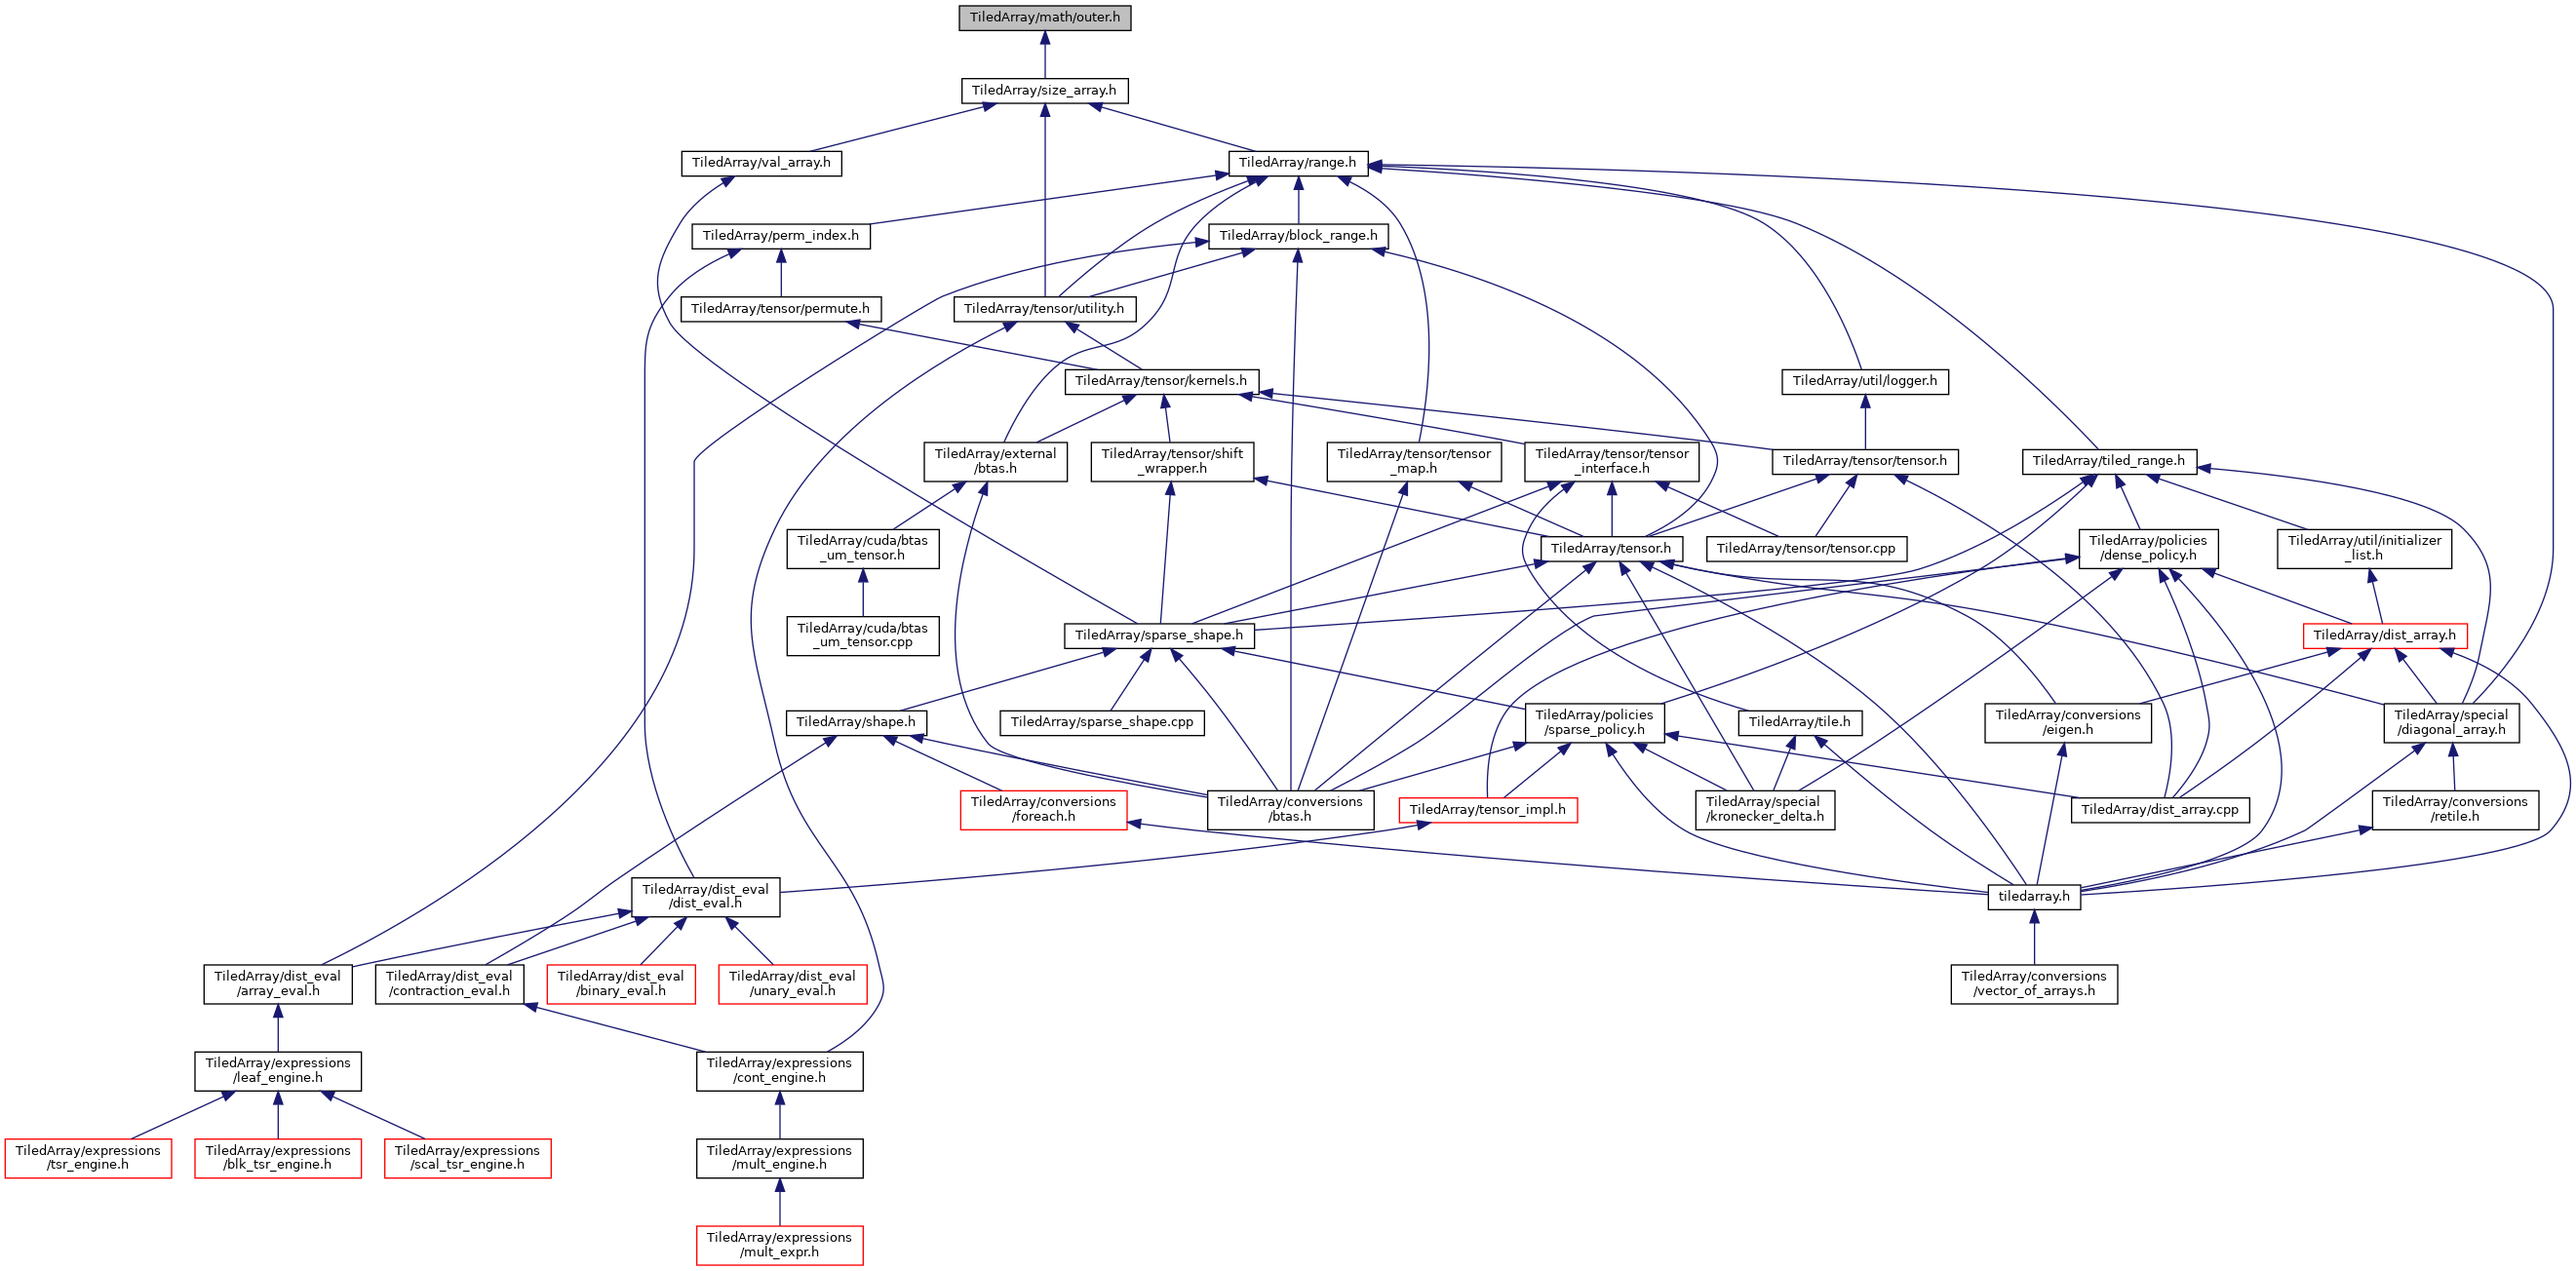 TiledArray/math/outer.h
TiledArray/size_array.h
TiledArray/val_array.h
TiledArray/range.h
TiledArray/perm_index.h
TiledArray/block_range.h
TiledArray/tensor/permute.h
TiledArray/tensor/utility.h
TiledArray/tensor/kernels.h
TiledArray/util/logger.h
TiledArray/external
/btas.h
TiledArray/tensor/shift
_wrapper.h
TiledArray/tensor/tensor
_map.h
TiledArray/tensor/tensor
_interface.h
TiledArray/tensor/tensor.h
TiledArray/tiled_range.h
TiledArray/cuda/btas
_um_tensor.h
TiledArray/tensor.h
TiledArray/tensor/tensor.cpp
TiledArray/policies
/dense_policy.h
TiledArray/util/initializer
_list.h
TiledArray/cuda/btas
_um_tensor.cpp
TiledArray/sparse_shape.h
TiledArray/dist_array.h
TiledArray/shape.h
TiledArray/sparse_shape.cpp
TiledArray/policies
/sparse_policy.h
TiledArray/tile.h
TiledArray/conversions
/eigen.h
TiledArray/special
/diagonal_array.h
TiledArray/conversions
/foreach.h
TiledArray/conversions
/btas.h
TiledArray/tensor_impl.h
TiledArray/special
/kronecker_delta.h
TiledArray/dist_array.cpp
TiledArray/conversions
/retile.h
TiledArray/dist_eval
/dist_eval.h
tiledarray.h
TiledArray/dist_eval
/array_eval.h
TiledArray/dist_eval
/contraction_eval.h
TiledArray/dist_eval
/binary_eval.h
TiledArray/dist_eval
/unary_eval.h
TiledArray/conversions
/vector_of_arrays.h
TiledArray/expressions
/leaf_engine.h
TiledArray/expressions
/cont_engine.h
TiledArray/expressions
/tsr_engine.h
TiledArray/expressions
/blk_tsr_engine.h
TiledArray/expressions
/scal_tsr_engine.h
TiledArray/expressions
/mult_engine.h
TiledArray/expressions
/mult_expr.h